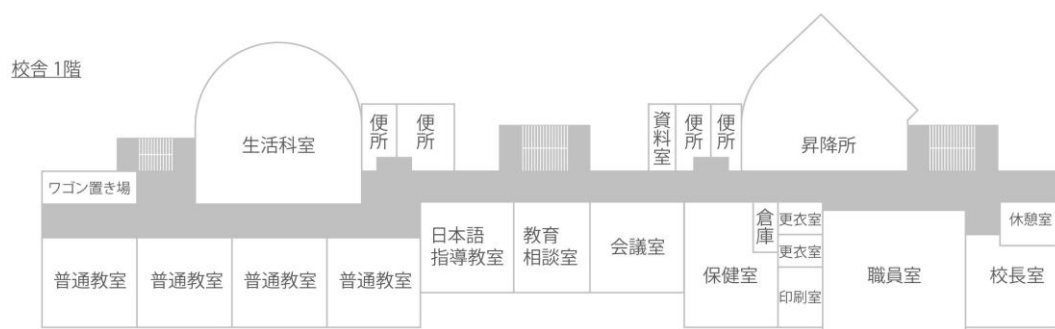 校舎 1階
生活科室
便所
便所
資料室
便所
便所
昇降所
ワゴン置き場
日本語
指導教室
教育
相談室
会議室
倉庫
更衣室
休憩室
更衣室
普通教室
普通教室
普通教室
普通教室
保健室
印刷室
職員室
校長室